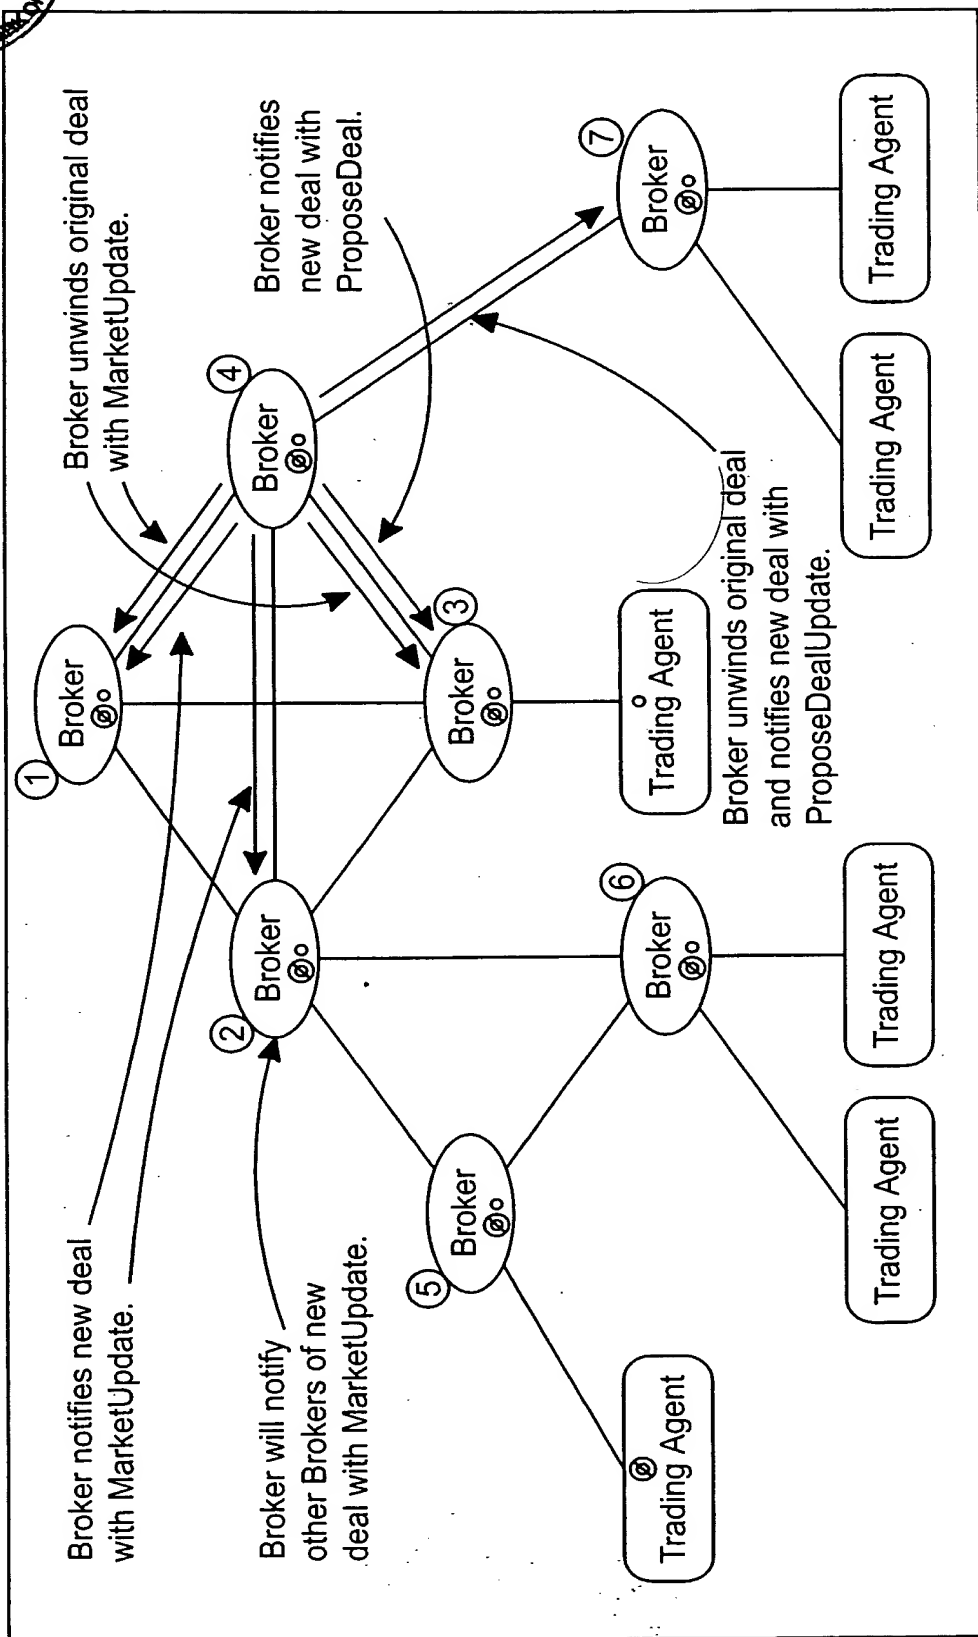 Broker notifies new deal
with MarketUpdate.
Broker unwinds original deal
with MarketUpdate.
Broker will notify
other Brokers of new
deal with MarketUpdate.
Broker notifies
new deal with
ProposeDeal.
1
Broker
2
Broker
4
Broker
5
Broker
3
Broker
6
Broker
7
Broker
Trading Agent
Trading Agent
Broker unwinds original deal
and notifies new deal with
ProposeDealUpdate.
Trading Agent
Trading Agent
Trading Agent
Trading Agent